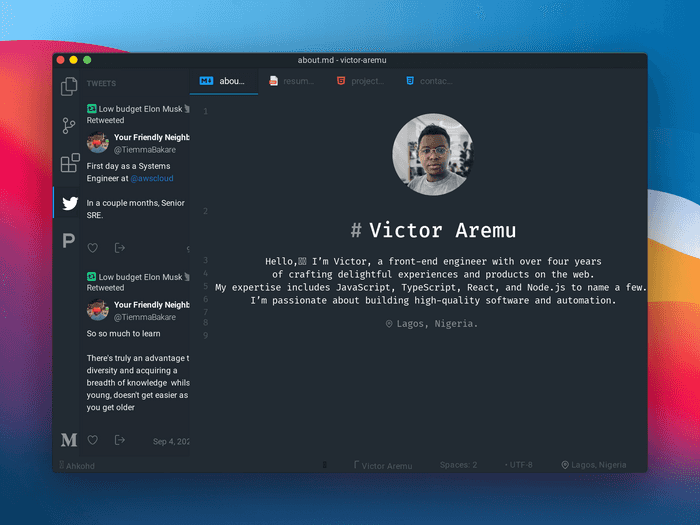 about.md - victor-aremu
TWEETS
Low budget Elon Musk
Retweeted
Your Friendly Neighb
@TiemmaBakare
First day as a Systems
Engineer at @awscloud
In a couple months, Senior
SRE.
Low budget Elon Musk
Retweeted
Your Friendly Neighb
@TiemmaBakare
So so much to learn
There's truly an advantage t
diversity and acquiring a
breadth of knowledge whils
young, doesn't get easier as
you get older
Sep 4, 202
abou...
resum...
project...
contac...
1
2
# Victor Aremu
3 Hello, I’m Victor, a front-end engineer with over four years
4 of crafting delightful experiences and products on the web.
5 My expertise includes JavaScript, TypeScript, React, and Node.js to name a few.
6 I’m passionate about building high-quality software and automation.
7
8 Lagos, Nigeria.
9
P
M
Ahkohd
Victor Aremu
Spaces: 2
• UTF-8
Lagos, Nigeria